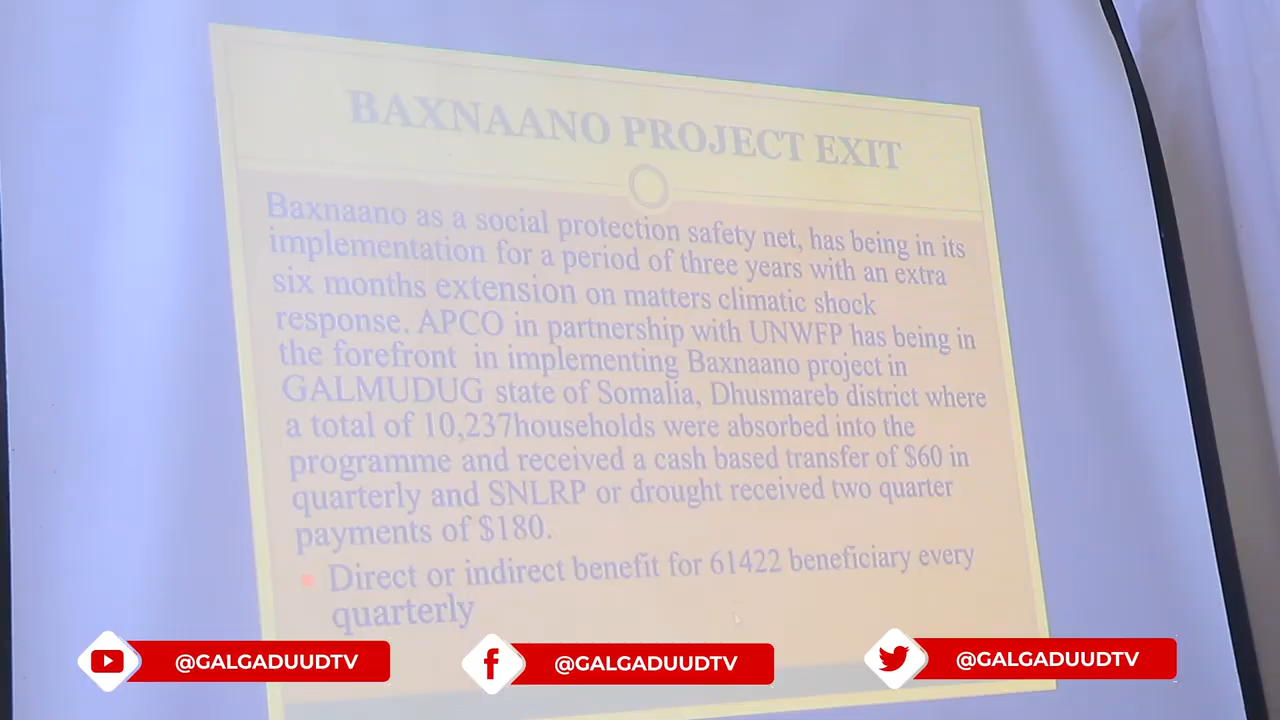 BAXNAANO PROJECT EXIT
Baxnaano as a social protection safety net, has being in its
implementation for a period of three years with an extra
six months extension on matters climatic shock
response. APCO in partnership with UNWFP has being in
the forefront in implementing Baxnaano project in
GALMUDUG state of Somalia, Dhusmareb district where
a total of 10,237households were absorbed into the
programme and received a cash based transfer of $60 in
quarterly and SNLRP or drought received two quarter
payments of $180.
Direct or indirect benefit for 61422 beneficiary every
quarterly
@GALGADUUDTV
@GALGADUUDTV
@GALGADUUDTV